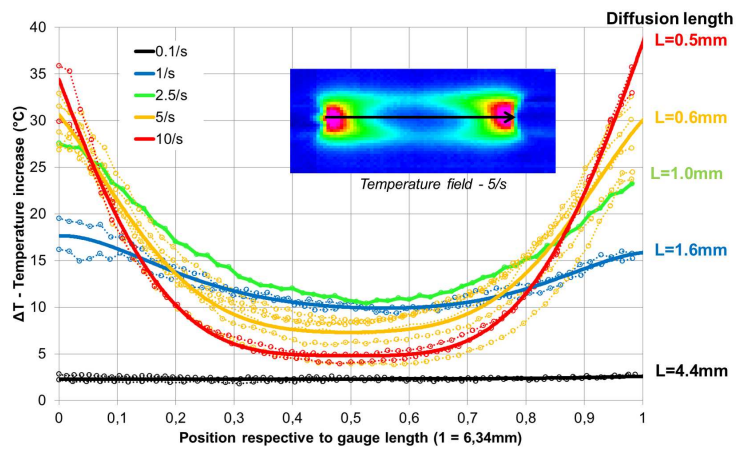 Diffusion length
40
35
30
25
20
15
10
5
0
ΔT - Temperature increase (°C)
0.1/s
1/s
2.5/s
5/s
10/s
Temperature field - 5/s
L=0.5mm
L=0.6mm
L=1.0mm
L=1.6mm
L=4.4mm
0 0,1 0,2 0,3 0,4 0,5 0,6 0,7 0,8 0,9 1
Position respective to gauge length (1 = 6,34mm)